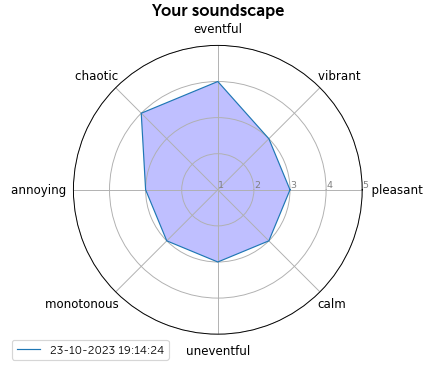 Your soundscape
eventful
chaotic
vibrant
annoying
1 2 3 4 5
pleasant
monotonous
calm
23-10-2023 19:14:24
uneventful